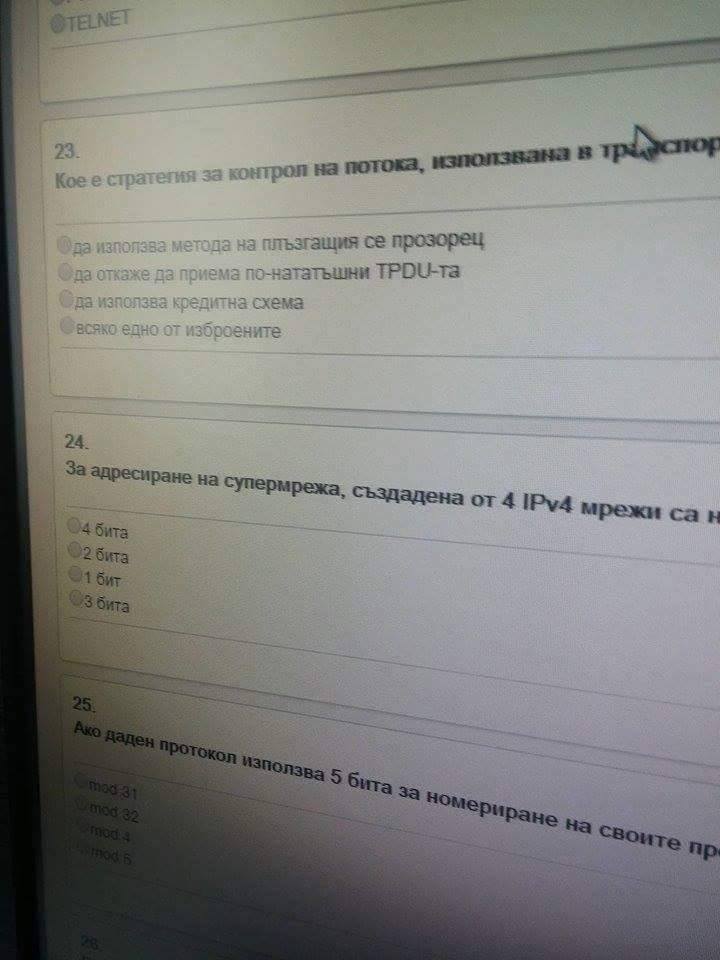 TELNET
23.
Кое е стратегия за контрол на потока, използвана в транспор
да използва метода на плъзгащия се прозорец
да откаже да приема по-нататъшни TPDU-та
да използва кредитна схема
всяко едно от изброените
24.
За адресиране на супермрежа, създадена от 4 IPv4 мрежи са н
4 бита
2 бита
1 бит
3 бита
25.
Ако даден протокол използва 5 бита за номериране на своите пр
mod 31
mod 32
mod 4
mod 5
26.